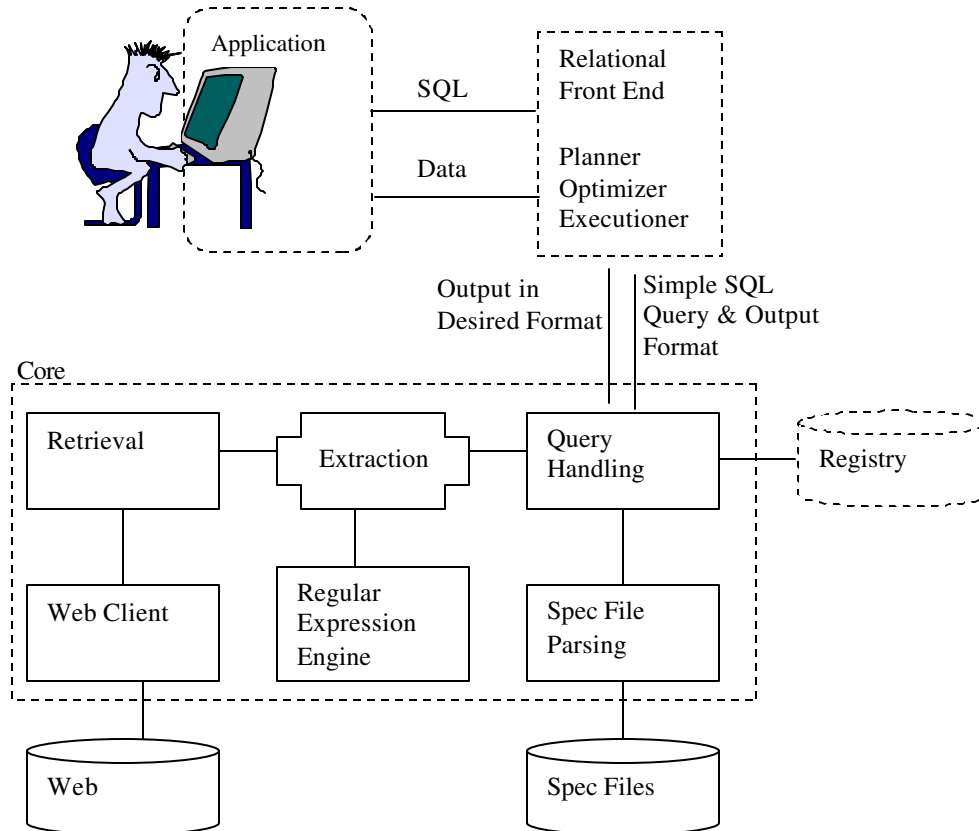 Application
SQL
Data
Relational
Front End
Planner
Optimizer
Executioner
Output in
Desired Format
Simple SQL
Query & Output
Format
Core
Retrieval
Extraction
Query
Handling
Registry
Web Client
Regular
Expression
Engine
Spec File
Parsing
Web
Spec Files